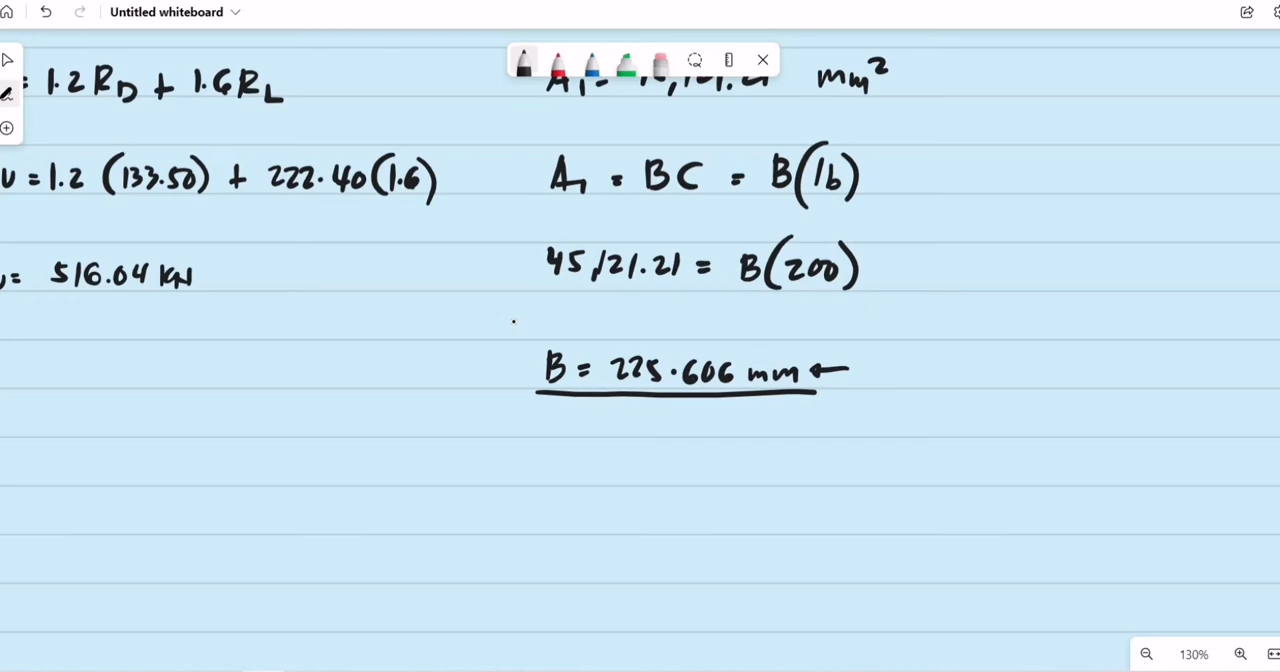 Untitled whiteboard
= 1.2 RD + 1.6 RL
u = 1.2 (133.50) + 222.40 (1.6)
= 516.04 KN
mm²
A1 = BC = B(lb)
45,121.21 = B(200)
B = 225.606 mm ←
130%